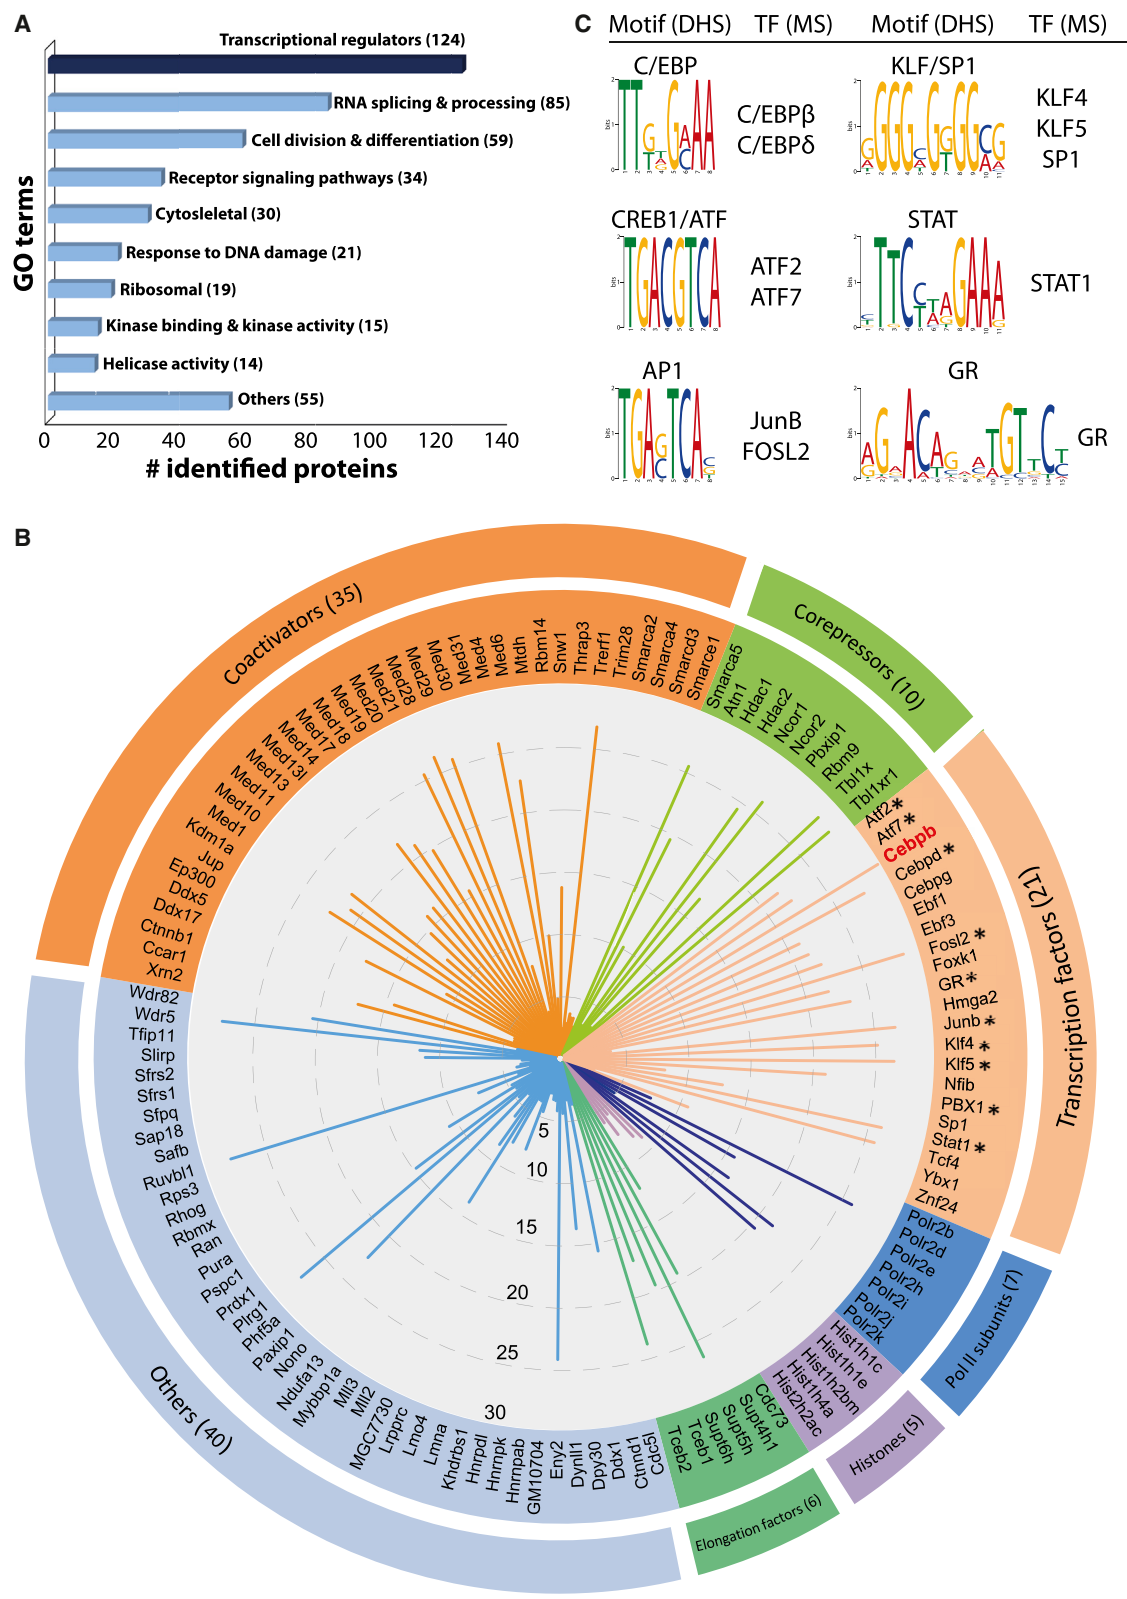 A
Transcriptional regulators (124)
RNA splicing & processing (85)
Cell division & differentiation (59)
Receptor signaling pathways (34)
Cytosleletal (30)
Response to DNA damage (21)
Ribosomal (19)
Kinase binding & kinase activity (15)
Helicase activity (14)
Others (55)
GO terms
0 20 40 60 80 100 120 140
# identified proteins
C
Motif (DHS) TF (MS) Motif (DHS) TF (MS)
C/EBP
C/EBPβ
C/EBPδ
KLF/SP1
KLF4
KLF5
SP1
CREB1/ATF
ATF2
ATF7
STAT
STAT1
AP1
JunB
FOSL2
GR
GR
B
Coactivators (35)
Xrn2
Ccar1
Ctnnb1
Ddx17
Ddx5
Ep300
Jup
Kdm1a
Med1
Med10
Med11
Med13
Med13l
Med14
Med17
Med18
Med19
Med20
Med21
Med28
Med29
Med30
Med31
Med4
Med6
Mtdh
Rbm14
Snw1
Thrap3
Trerf1
Trim28
Smarca2
Smarca4
Smarcd3
Smarce1
Corepressors (10)
Smarca5
Atn1
Hdac1
Hdac2
Ncor1
Ncor2
Pbxip1
Rbm9
Tbl1x
Tbl1xr1
Transcription factors (21)
Atf2*
Atf7*
Cebpb
Cebpd*
Cebpg
Ebf1
Ebf3
Fosl2*
Foxk1
GR*
Hmga2
Junb*
Klf4*
Klf5*
Nfib
PBX1*
Sp1
Stat1*
Tcf4
Ybx1
Znf24
Pol II subunits (7)
Polr2b
Polr2d
Polr2e
Polr2h
Polr2i
Polr2j
Polr2k
Histones (5)
Hist1h1c
Hist1h1e
Hist1h2bm
Hist1h4a
Hist2h2ac
Elongation factors (6)
Cdc73
Supt4h1
Supt5h
Supt6h
Tceb1
Tceb2
Others (40)
Cdc5l
Ctnnd1
Ddx1
Dpy30
Dynll1
Eny2
GM10704
Hnrnpab
Hnrnpk
Hnrpdl
Khdrbs1
Lmna
Lmo4
Lrpprc
MGC7730
Mll2
Mll3
Mybbp1a
Ndufa13
Nono
Paxip1
Phf5a
Plrg1
Prdx1
Pspc1
Pura
Ran
Rbmx
Rhog
Rps3
Ruvbl1
Safb
Sap18
Sfpq
Sfrs1
Sfrs2
Slirp
Tfip11
Wdr5
Wdr82
5
10
15
20
25
30